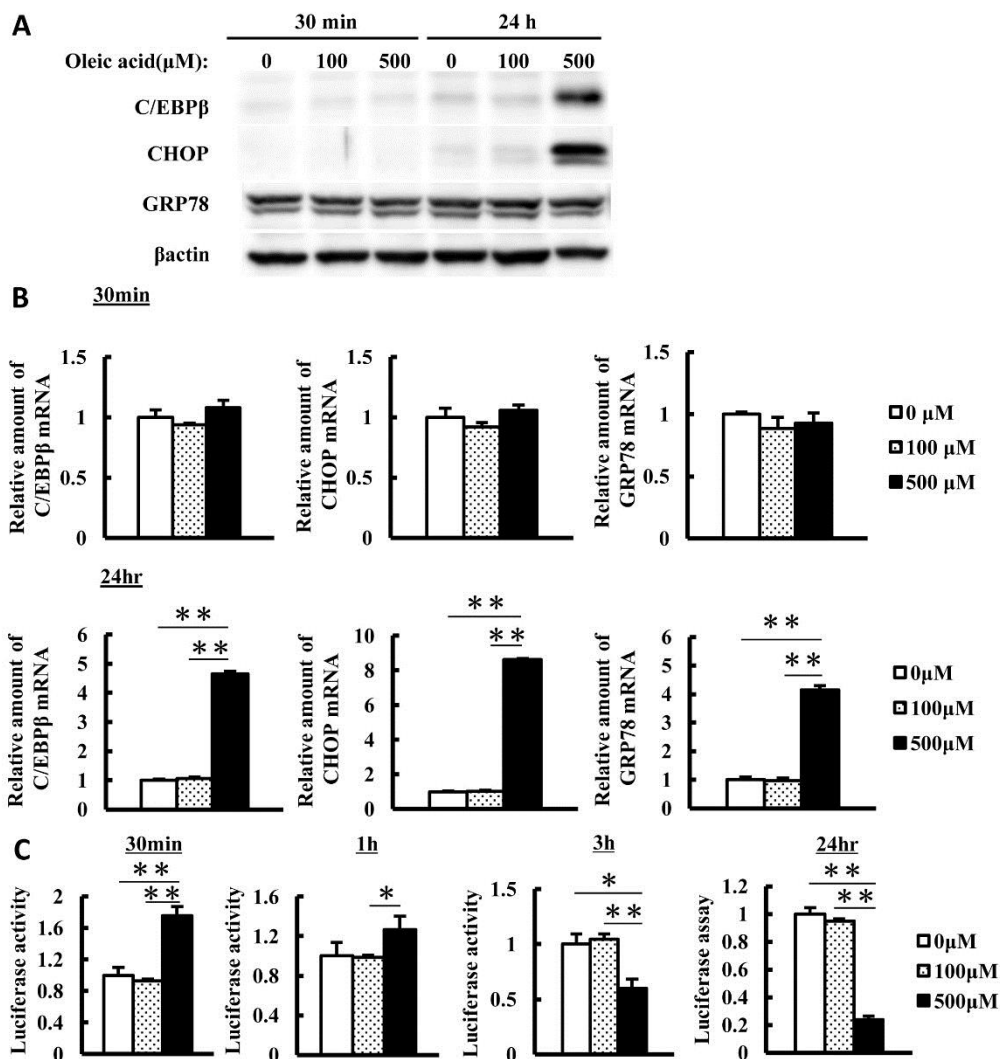 A
30 min 24 h
Oleic acid(μM): 0 100 500 0 100 500
C/EBPβ
CHOP
GRP78
βactin
B
30min
Relative amount of
C/EBPβ mRNA
1.5
1
0.5
0
Relative amount of
CHOP mRNA
1.5
1
0.5
0
Relative amount of
GRP78 mRNA
1.5
1
0.5
0
0 μM
100 μM
500 μM
24hr
Relative amount of
C/EBPβ mRNA
6
5
4
3
2
1
0
**
**
Relative amount of
CHOP mRNA
10
8
6
4
2
0
**
**
Relative amount of
GRP78 mRNA
6
5
4
3
2
1
0
**
**
0μM
100μM
500μM
C
30min
Luciferase activity
2
1.6
1.2
0.8
0.4
0
**
**
1h
Luciferase activity
1.6
1.2
0.8
0.4
0
*
3h
Luciferase activity
1.5
1
0.5
0
*
**
24hr
Luciferase assay
1.2
1
0.8
0.6
0.4
0.2
0
**
**
0μM
100μM
500μM